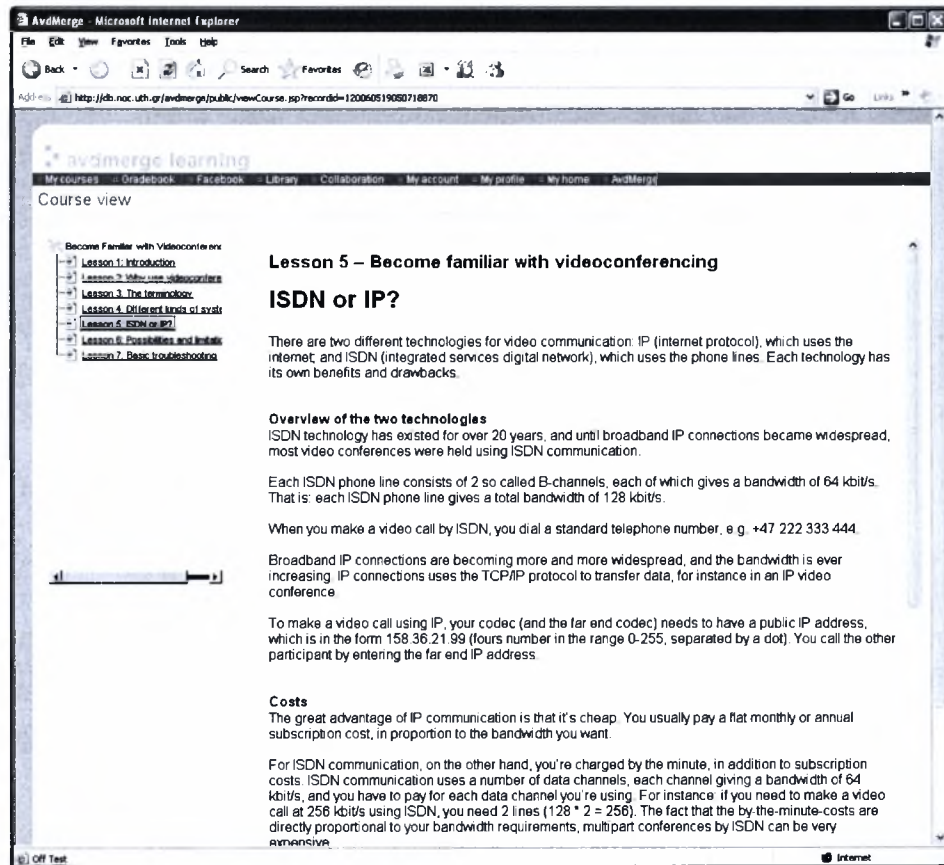 AvdMerge - Microsoft Internet Explorer
File Edit View Favorites Tools Help
Back Search Favorites
Address http://db.noc.uth.gr/avdmerge/public/viewCourse.jsp?recordid=120060519050718870 Go Links »
avdmerge learning
My courses Gradebook Facebook Library Collaboration My account My profile My home AvdMerge
Course view
Become Familiar with Videoconferenc
Lesson 1: Introduction
Lesson 2: Why use videoconfere
Lesson 3. The terminology
Lesson 4. Different kinds of syste
Lesson 5. ISDN or IP?
Lesson 6: Possibilities and limitatic
Lesson 7. Basic troubleshooting
Lesson 5 – Become familiar with videoconferencing
ISDN or IP?
There are two different technologies for video communication: IP (internet protocol), which uses the
internet; and ISDN (integrated services digital network), which uses the phone lines. Each technology has
its own benefits and drawbacks.
Overview of the two technologies
ISDN technology has existed for over 20 years, and until broadband IP connections became widespread,
most video conferences were held using ISDN communication.
Each ISDN phone line consists of 2 so called B-channels, each of which gives a bandwidth of 64 kbit/s.
That is: each ISDN phone line gives a total bandwidth of 128 kbit/s.
When you make a video call by ISDN, you dial a standard telephone number, e.g. +47 222 333 444.
Broadband IP connections are becoming more and more widespread, and the bandwidth is ever
increasing. IP connections uses the TCP/IP protocol to transfer data, for instance in an IP video
conference.
To make a video call using IP, your codec (and the far end codec) needs to have a public IP address,
which is in the form 158.36.21.99 (fours number in the range 0-255, separated by a dot). You call the other
participant by entering the far end IP address.
Costs
The great advantage of IP communication is that it's cheap. You usually pay a flat monthly or annual
subscription cost, in proportion to the bandwidth you want.
For ISDN communication, on the other hand, you're charged by the minute, in addition to subscription
costs. ISDN communication uses a number of data channels, each channel giving a bandwidth of 64
kbit/s, and you have to pay for each data channel you're using. For instance: if you need to make a video
call at 256 kbit/s using ISDN, you need 2 lines (128 * 2 = 256). The fact that the by-the-minute-costs are
directly proportional to your bandwidth requirements, multipart conferences by ISDN can be very
expensive.
Off Test Internet